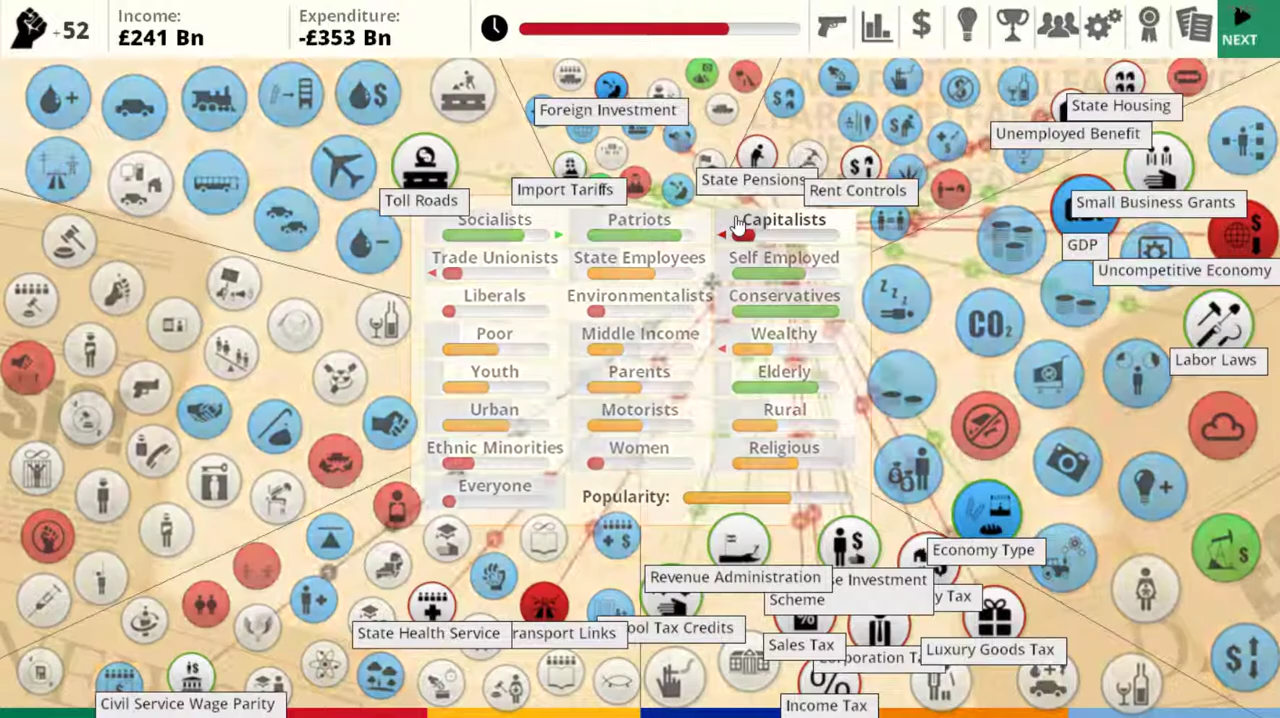 +52
Income:
£241 Bn
Expenditure:
-£353 Bn
NEXT
Foreign Investment
State Housing
Unemployed Benefit
Import Tariffs
State Pensions
Rent Controls
Toll Roads
Small Business Grants
GDP
Uncompetitive Economy
Labor Laws
Socialists
Patriots
Capitalists
Trade Unionists
State Employees
Self Employed
Liberals
Environmentalists
Conservatives
Poor
Middle Income
Wealthy
Youth
Parents
Elderly
Urban
Motorists
Rural
Ethnic Minorities
Women
Religious
Everyone
Popularity:
CO₂
Economy Type
Revenue Administration
Investment
Scheme
Tax
State Health Service
Links
Tax Credits
Sales Tax
Luxury Goods Tax
Civil Service Wage Parity
Income Tax